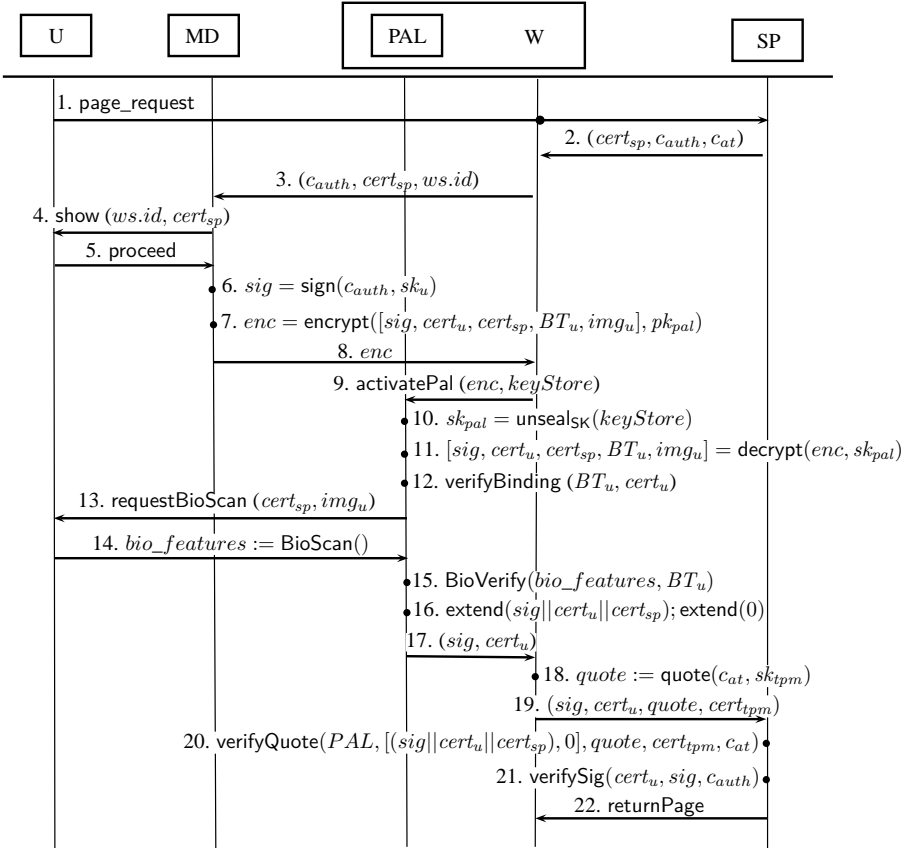 U MD PAL W SP
1. page_request
2. (cert_sp, c_auth, c_at)
3. (c_auth, cert_sp, ws.id)
4. show (ws.id, cert_sp)
5. proceed
6. sig = sign(c_auth, sk_u)
7. enc = encrypt([sig, cert_u, cert_sp, BT_u, img_u], pk_pal)
8. enc
9. activatePal (enc, keyStore)
10. sk_pal = unseal_SK(keyStore)
11. [sig, cert_u, cert_sp, BT_u, img_u] = decrypt(enc, sk_pal)
12. verifyBinding (BT_u, cert_u)
13. requestBioScan (cert_sp, img_u)
14. bio_features := BioScan()
15. BioVerify(bio_features, BT_u)
16. extend(sig||cert_u||cert_sp); extend(0)
17. (sig, cert_u)
18. quote := quote(c_at, sk_tpm)
19. (sig, cert_u, quote, cert_tpm)
20. verifyQuote(PAL, [(sig||cert_u||cert_sp), 0], quote, cert_tpm, c_at)
21. verifySig(cert_u, sig, c_auth)
22. returnPage